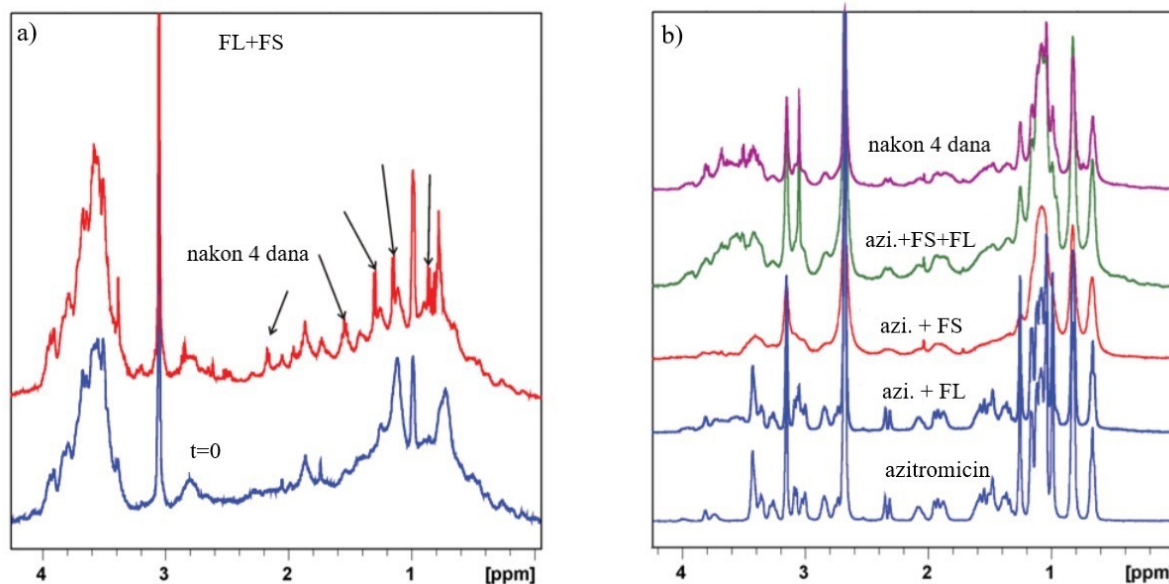 a)
FL+FS
nakon 4 dana
t=0
4 3 2 1 [ppm]
b)
nakon 4 dana
azi.+FS+FL
azi. + FS
azi. + FL
azitromicin
4 3 2 1 [ppm]